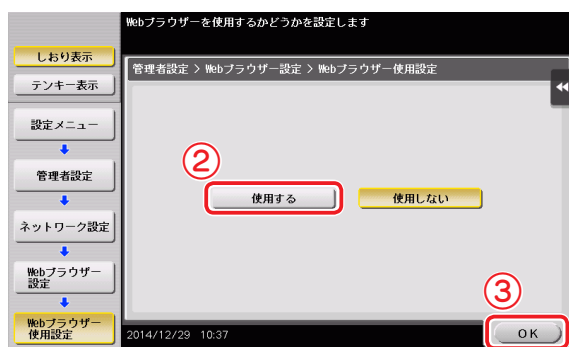 Webブラウザーを使用するかどうかを設定します
しおり表示
テンキー表示
設定メニュー
管理者設定
ネットワーク設定
Webブラウザー
設定
Webブラウザー
使用設定
管理者設定 > Webブラウザー設定 > Webブラウザー使用設定
②
使用する
使用しない
③
2014/12/29 10:37
OK